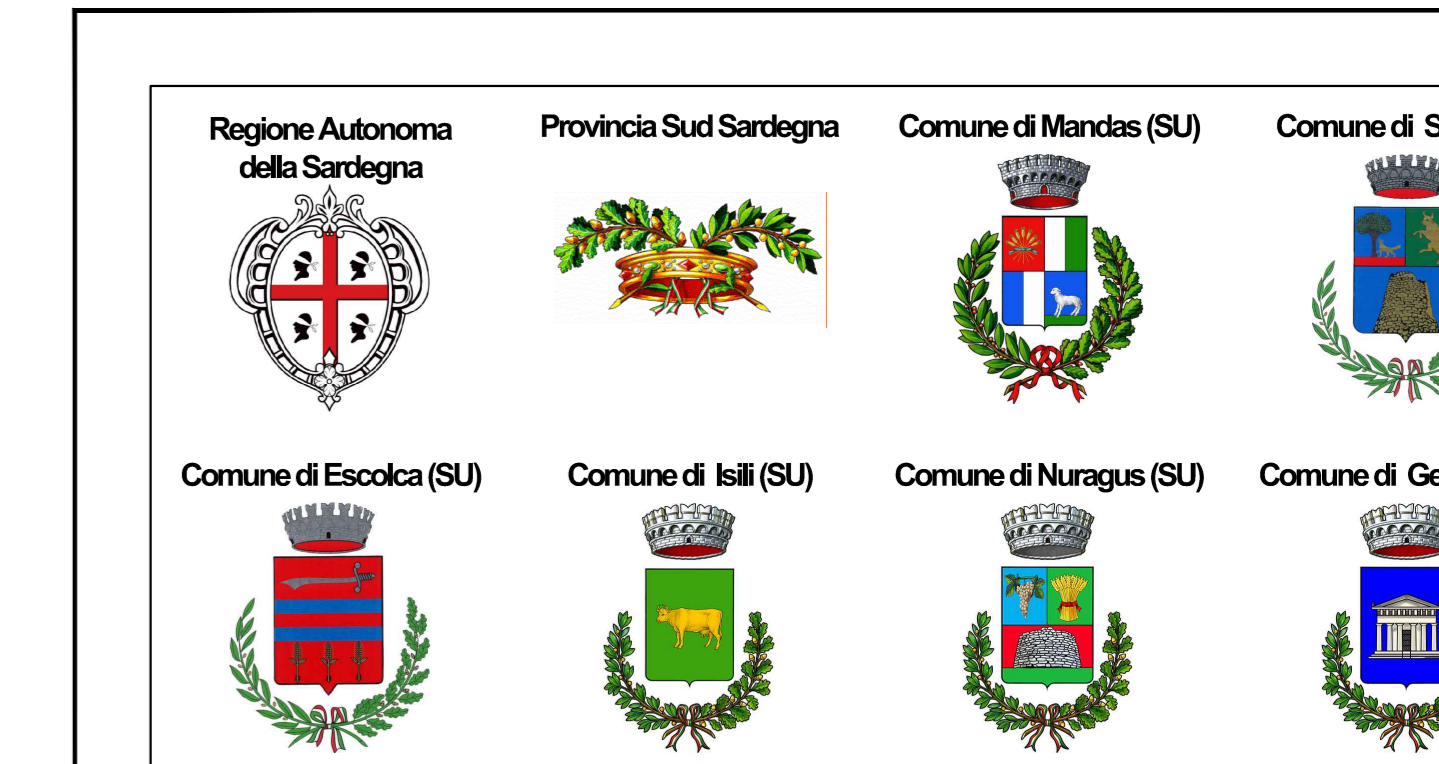 Regione Autonoma
della Sardegna
Provincia Sud Sardegna
Comune di Mandas (SU)
Comune di S
Comune di Escolca (SU)
Comune di Isili (SU)
Comune di Nuragus (SU)
Comune di Ge